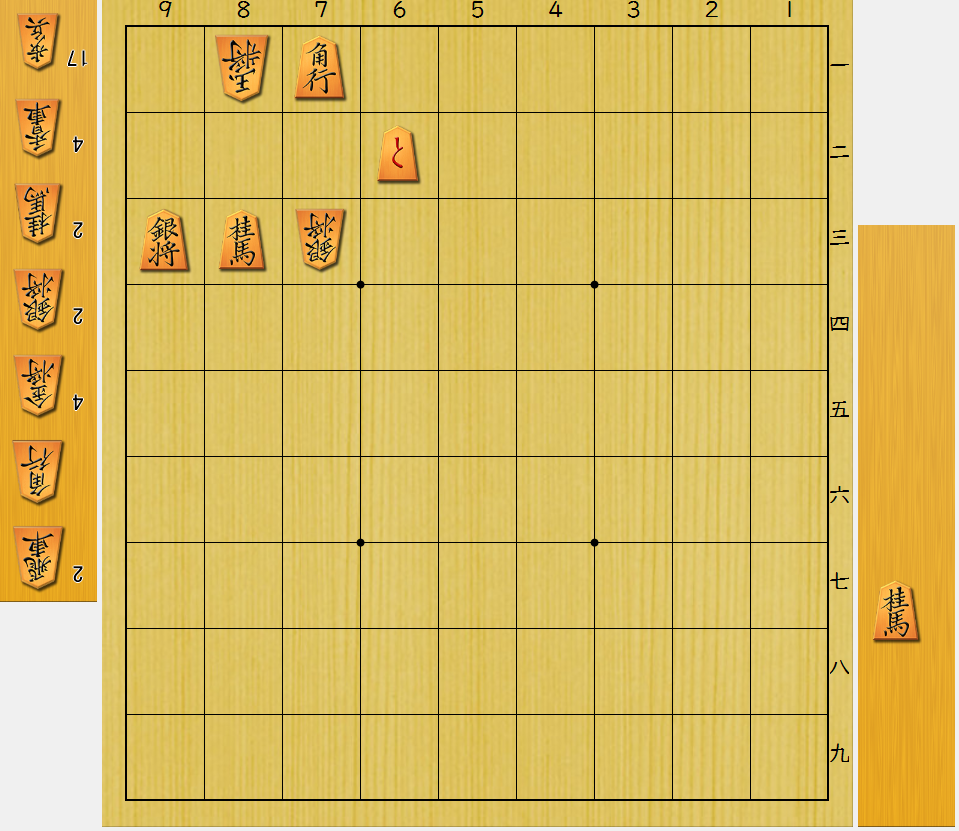 9 8 7 6 5 4 3 2 1
歩兵 17
香車 4
桂馬 2
銀将 2
金将 4
角行
飛車 2
玉将 角行 一
と 二
銀将 桂馬 銀将 三
四
五
六
七
八
九
桂馬